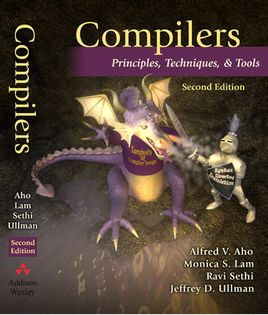 Compilers
Aho
Lam
Sethi
Ullman
Second Edition
Addison
Wesley
Compilers
Principles, Techniques, & Tools
Second Edition
Complexity
of
Compiler Design
Syntax
Directed
Translation
Alfred V. Aho
Monica S. Lam
Ravi Sethi
Jeffrey D. Ullman